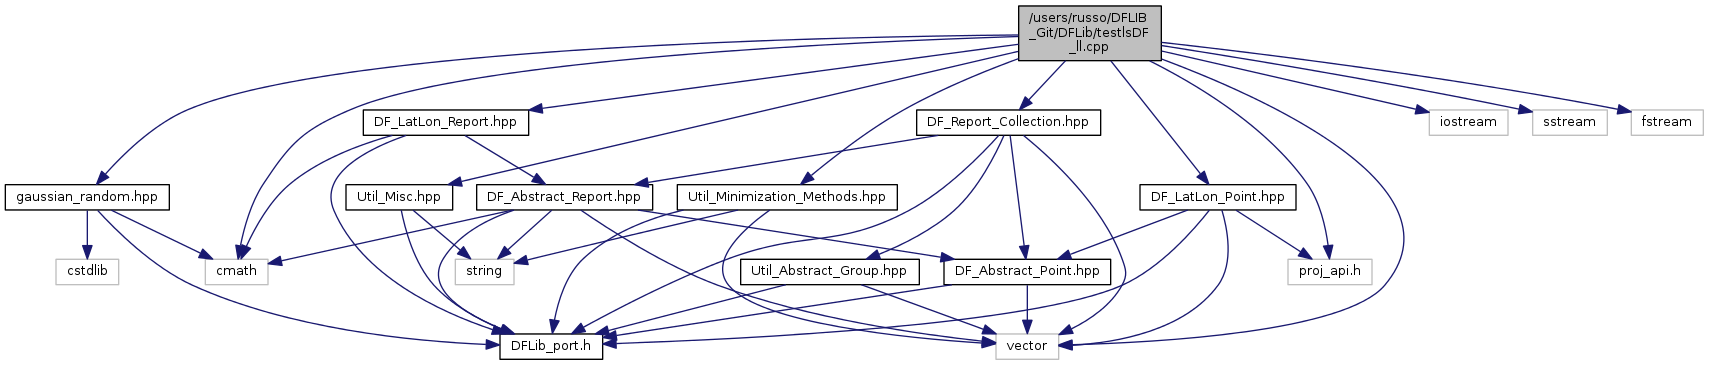 /users/russo/DFLIB
_Git/DFLib/testlsDF
_ll.cpp
DF_LatLon_Report.hpp
DF_Report_Collection.hpp
iostream
sstream
fstream
gaussian_random.hpp
Util_Misc.hpp
DF_Abstract_Report.hpp
Util_Minimization_Methods.hpp
DF_LatLon_Point.hpp
cstdlib
cmath
string
Util_Abstract_Group.hpp
DF_Abstract_Point.hpp
proj_api.h
DFLib_port.h
vector